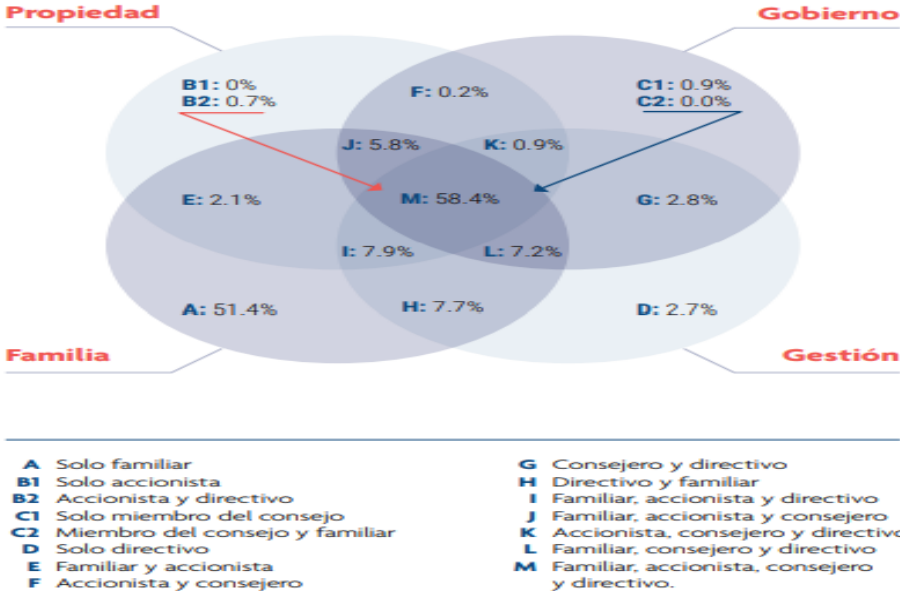 Propiedad
Gobierno
B1: 0%
B2: 0.7%
F: 0.2%
C1: 0.9%
C2: 0.0%
J: 5.8%
K: 0.9%
E: 2.1%
M: 58.4%
G: 2.8%
I: 7.9%
L: 7.2%
A: 51.4%
H: 7.7%
D: 2.7%
Familia
Gestión
A Solo familiar
B1 Solo accionista
B2 Accionista y directivo
C1 Solo miembro del consejo
C2 Miembro del consejo y familiar
D Solo directivo
E Familiar y accionista
F Accionista y consejero
G Consejero y directivo
H Directivo y familiar
I Familiar, accionista y directivo
J Familiar, accionista y consejero
K Accionista, consejero y directivo
L Familiar, consejero y directivo
M Familiar, accionista, consejero
y directivo.